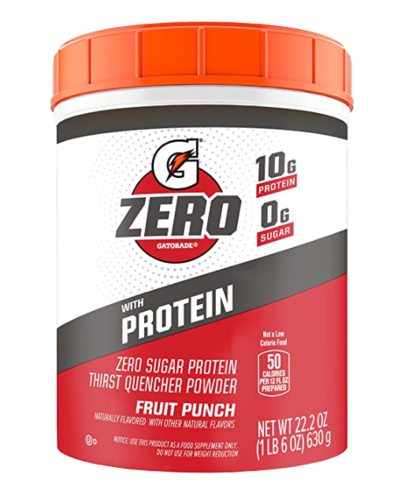 G
ZERO
GATORADE®
10G
PROTEIN
0G
SUGAR
WITH
PROTEIN
ZERO SUGAR PROTEIN
THIRST QUENCHER POWDER
FRUIT PUNCH
NATURALLY FLAVORED WITH OTHER NATURAL FLAVORS
NOTICE: USE THIS PRODUCT AS A FOOD SUPPLEMENT ONLY.
DO NOT USE FOR WEIGHT REDUCTION
Not a Low
Calorie Food
50
CALORIES
PER 12 FL OZ
PREPARED
NET WT 22.2 OZ
(1 LB 6 OZ) 630 g
U D